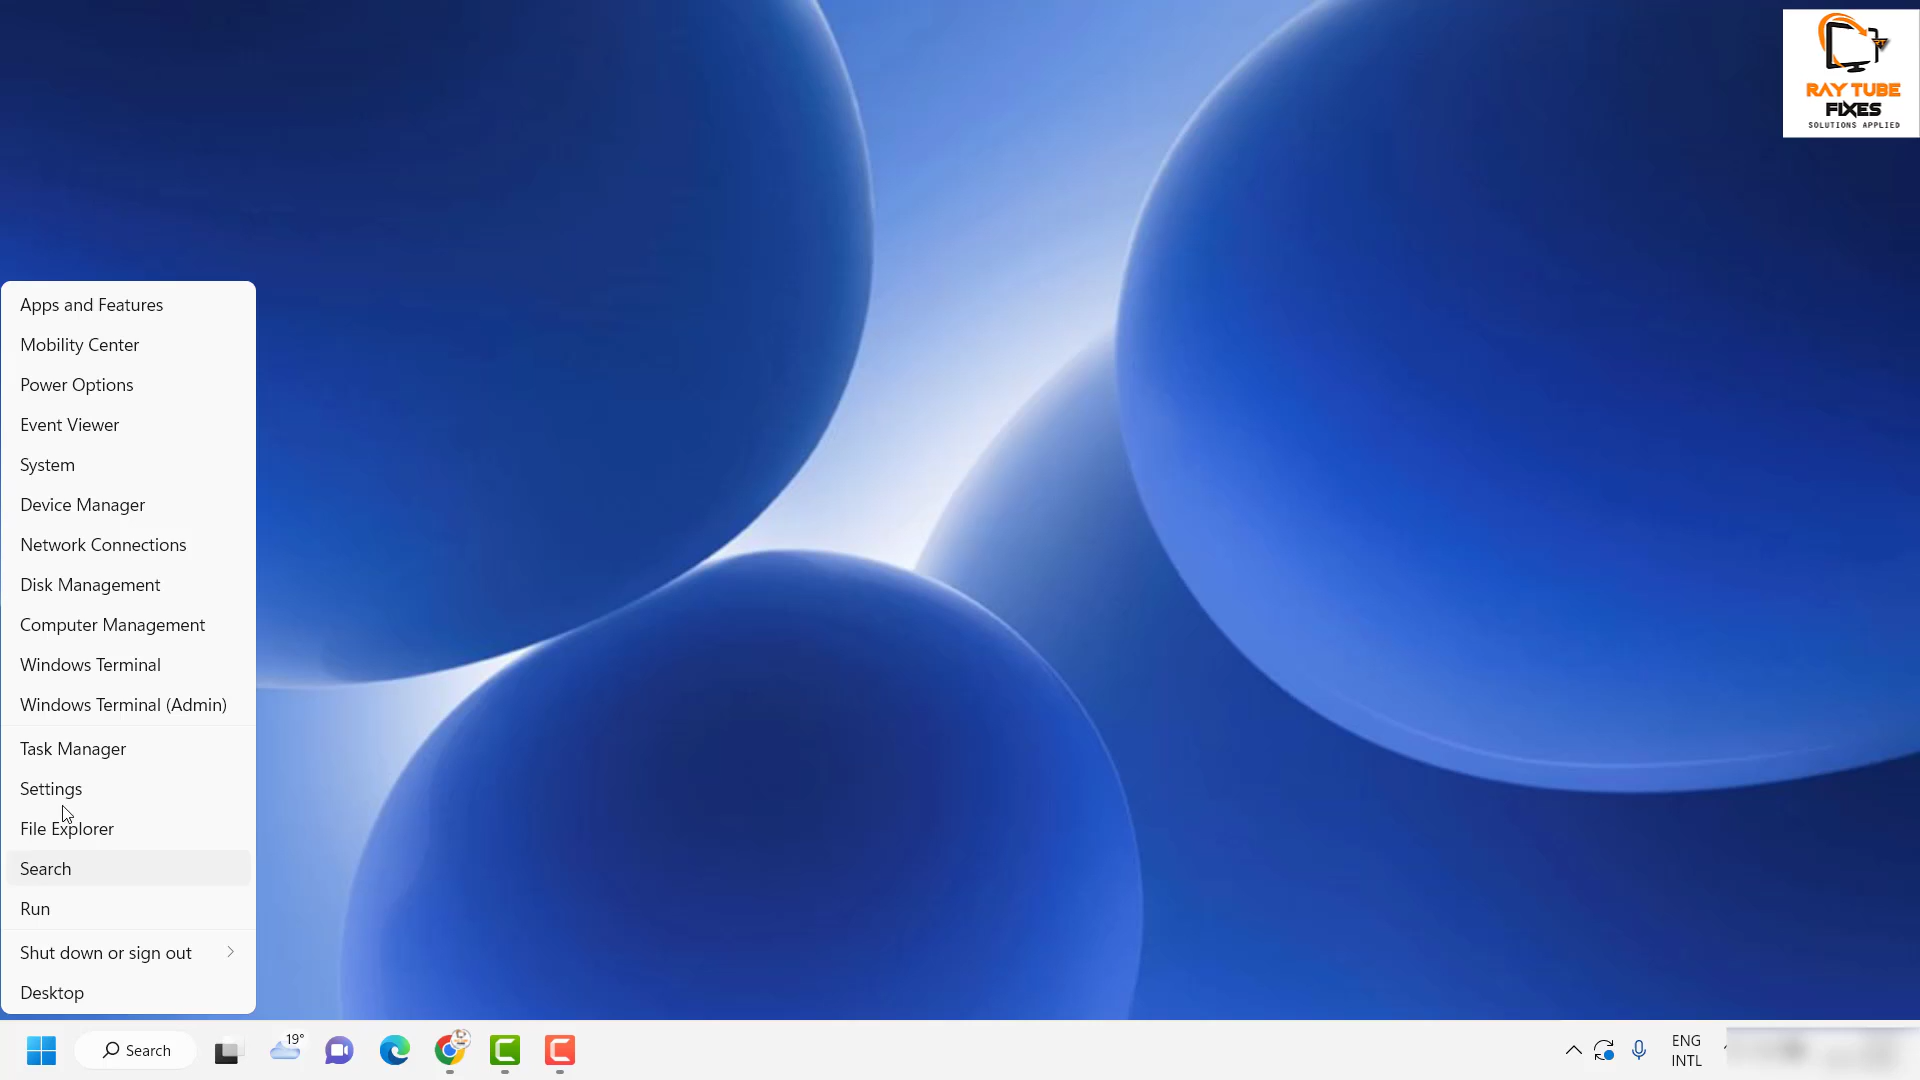 RAY TUBE
FIXES
SOLUTIONS APPLIED
Apps and Features
Mobility Center
Power Options
Event Viewer
System
Device Manager
Network Connections
Disk Management
Computer Management
Windows Terminal
Windows Terminal (Admin)
Task Manager
Settings
File Explorer
Search
Run
Shut down or sign out
Desktop
Search
19°
ENG
INTL